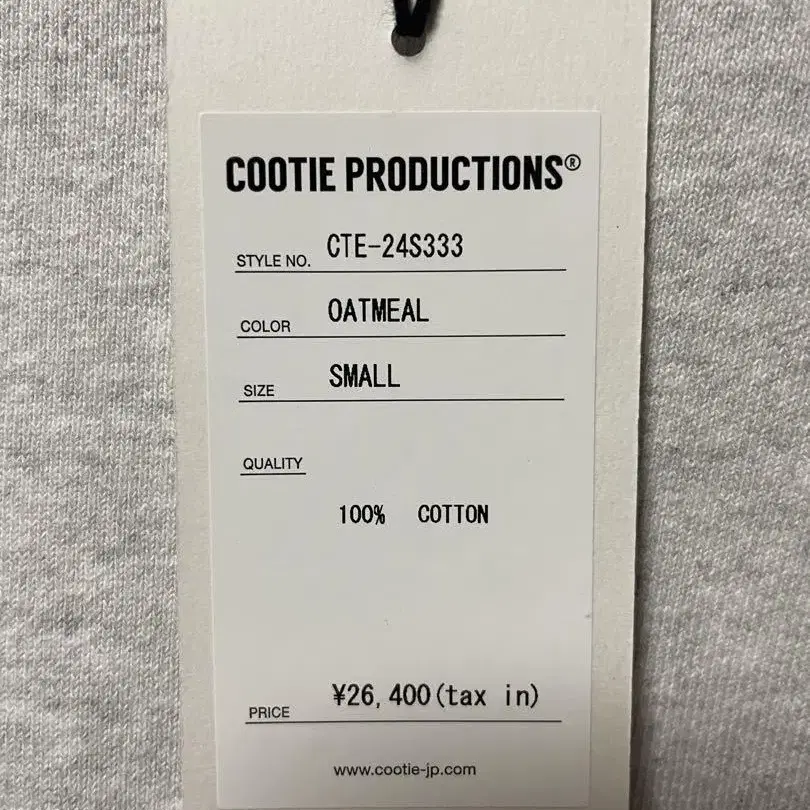 COOTIE PRODUCTIONS®
STYLE NO. CTE-24S333
COLOR OATMEAL
SIZE SMALL
QUALITY
100% COTTON
PRICE ¥26,400(tax in)
www.cootie-jp.com